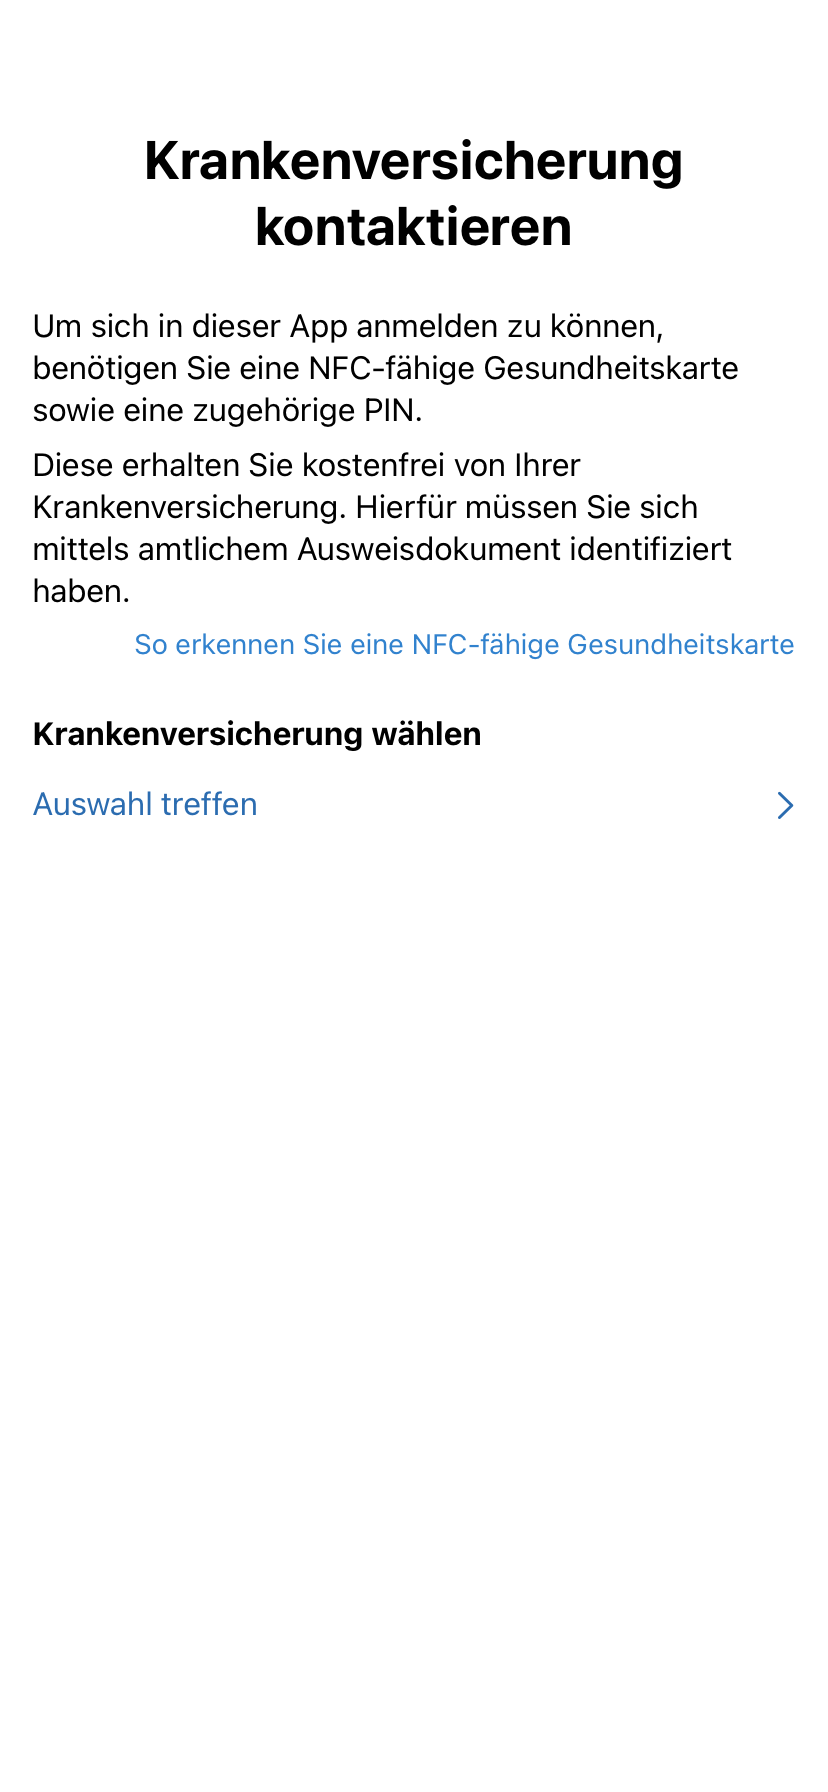 Krankenversicherung
kontaktieren
Um sich in dieser App anmelden zu können,
benötigen Sie eine NFC-fähige Gesundheitskarte
sowie eine zugehörige PIN.
Diese erhalten Sie kostenfrei von Ihrer
Krankenversicherung. Hierfür müssen Sie sich
mittels amtlichem Ausweisdokument identifiziert
haben.
So erkennen Sie eine NFC-fähige Gesundheitskarte
Krankenversicherung wählen
Auswahl treffen